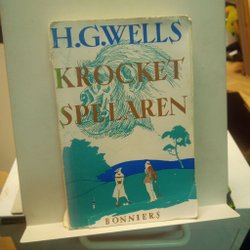 H.G.WELLS
KROCKET
SPELAREN
BONNIERS